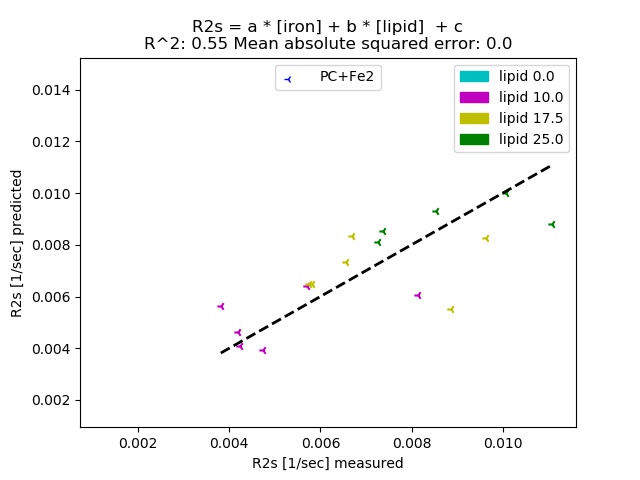 R2s = a * [iron] + b * [lipid]  + c
R^2: 0.55 Mean absolute squared error: 0.0
PC+Fe2
lipid 0.0
lipid 10.0
lipid 17.5
lipid 25.0
R2s [1/sec] predicted
0.014
0.012
0.010
0.008
0.006
0.004
0.002
0.002 0.004 0.006 0.008 0.010
R2s [1/sec] measured